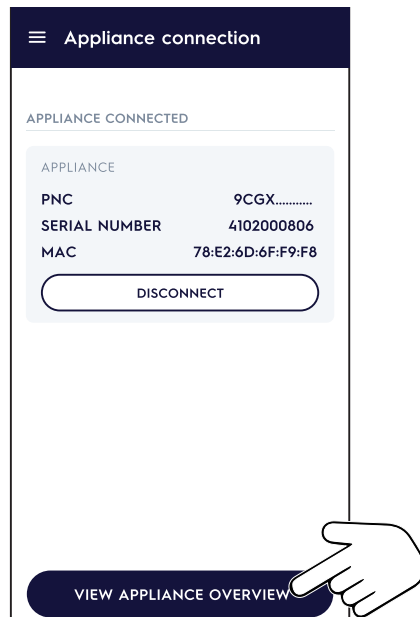 Appliance connection
APPLIANCE CONNECTED
APPLIANCE
PNC 9CGX...........
SERIAL NUMBER 4102000806
MAC 78:E2:6D:6F:F9:F8
DISCONNECT
VIEW APPLIANCE OVERVIEW